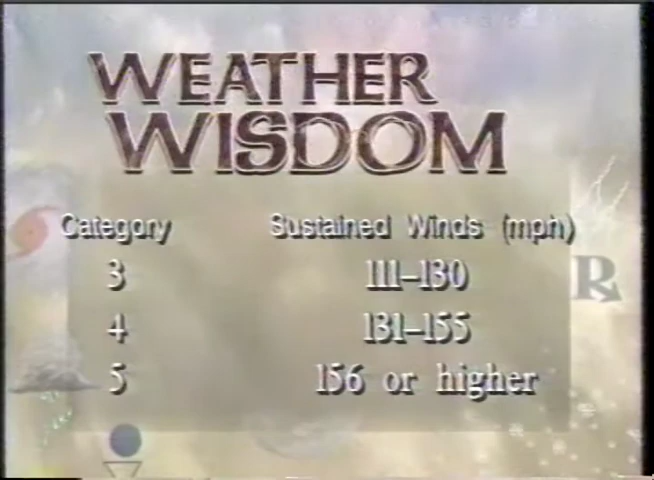 WEATHER
WISDOM
Category Sustained Winds (mph)
3 111–130
4 131–155
5 156 or higher
R